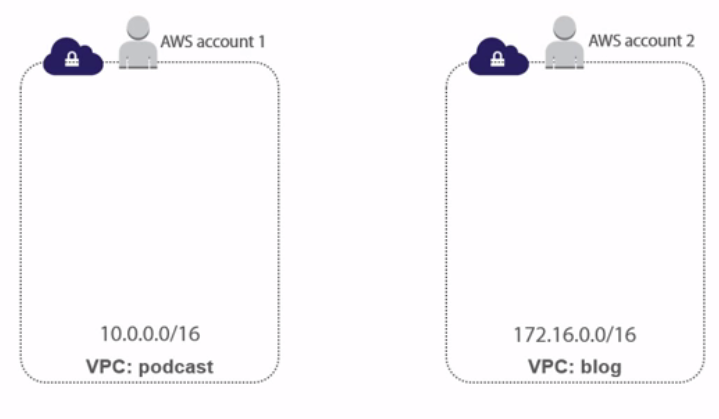 AWS account 1
10.0.0.0/16
VPC: podcast
AWS account 2
172.16.0.0/16
VPC: blog